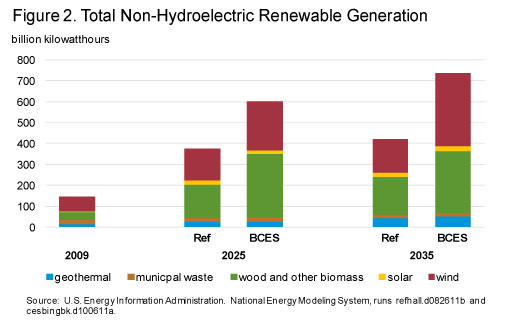 Figure 2. Total Non-Hydroelectric Renewable Generation
billion kilowatthours
800
700
600
500
400
300
200
100
0
Ref BCES Ref BCES
2009 2025 2035
geothermal municpal waste wood and other biomass solar wind
Source: U.S. Energy Information Administration. National Energy Modeling System, runs refhall.d082611b and
cesbingbk.d100611a.